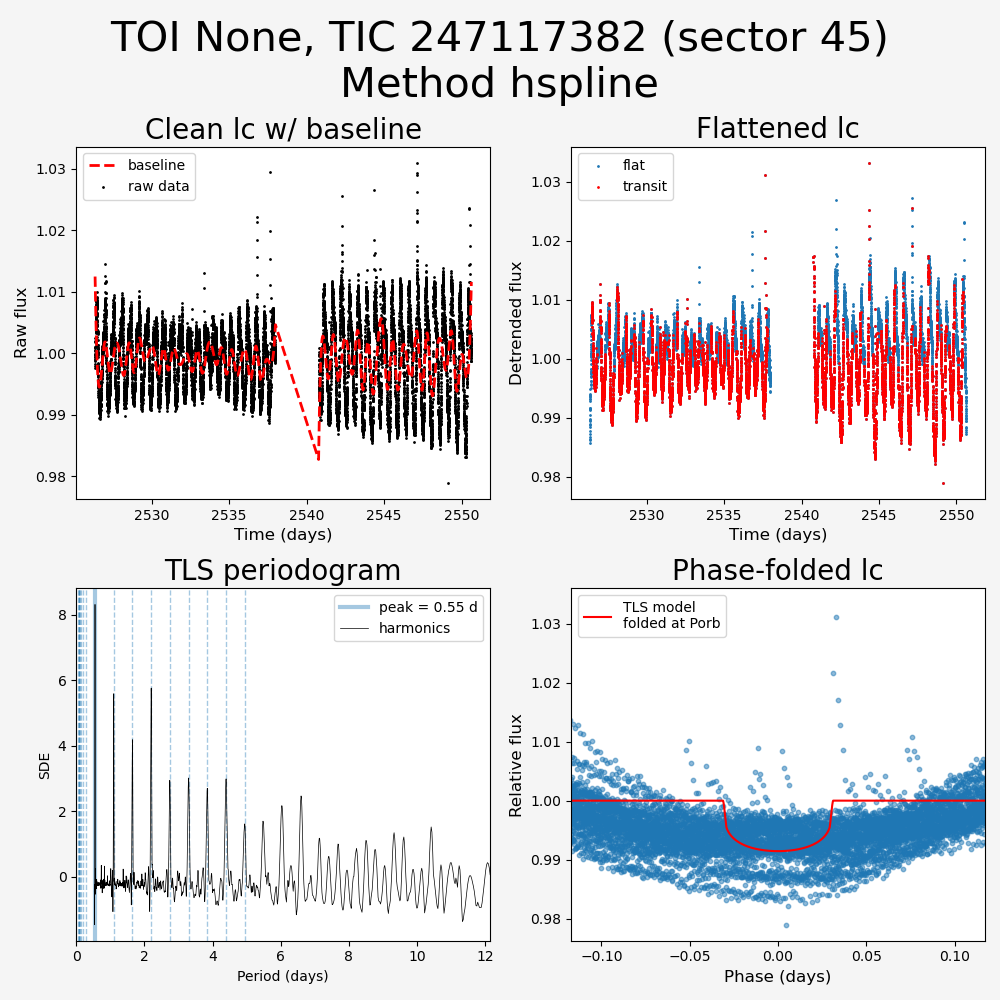 TOI None, TIC 247117382 (sector 45)
Method hspline
Clean lc w/ baseline
baseline
raw data
Raw flux
1.03
1.02
1.01
1.00
0.99
0.98
2530
2535
2540
2545
2550
Time (days)
Flattened lc
flat
transit
Detrended flux
1.03
1.02
1.01
1.00
0.99
0.98
2530
2535
2540
2545
2550
Time (days)
TLS periodogram
peak = 0.55 d
harmonics
SDE
8
6
4
2
0
0
2
4
6
8
10
12
Period (days)
Phase-folded lc
TLS model
folded at Porb
Relative flux
1.03
1.02
1.01
1.00
0.99
0.98
−0.10
−0.05
0.00
0.05
0.10
Phase (days)